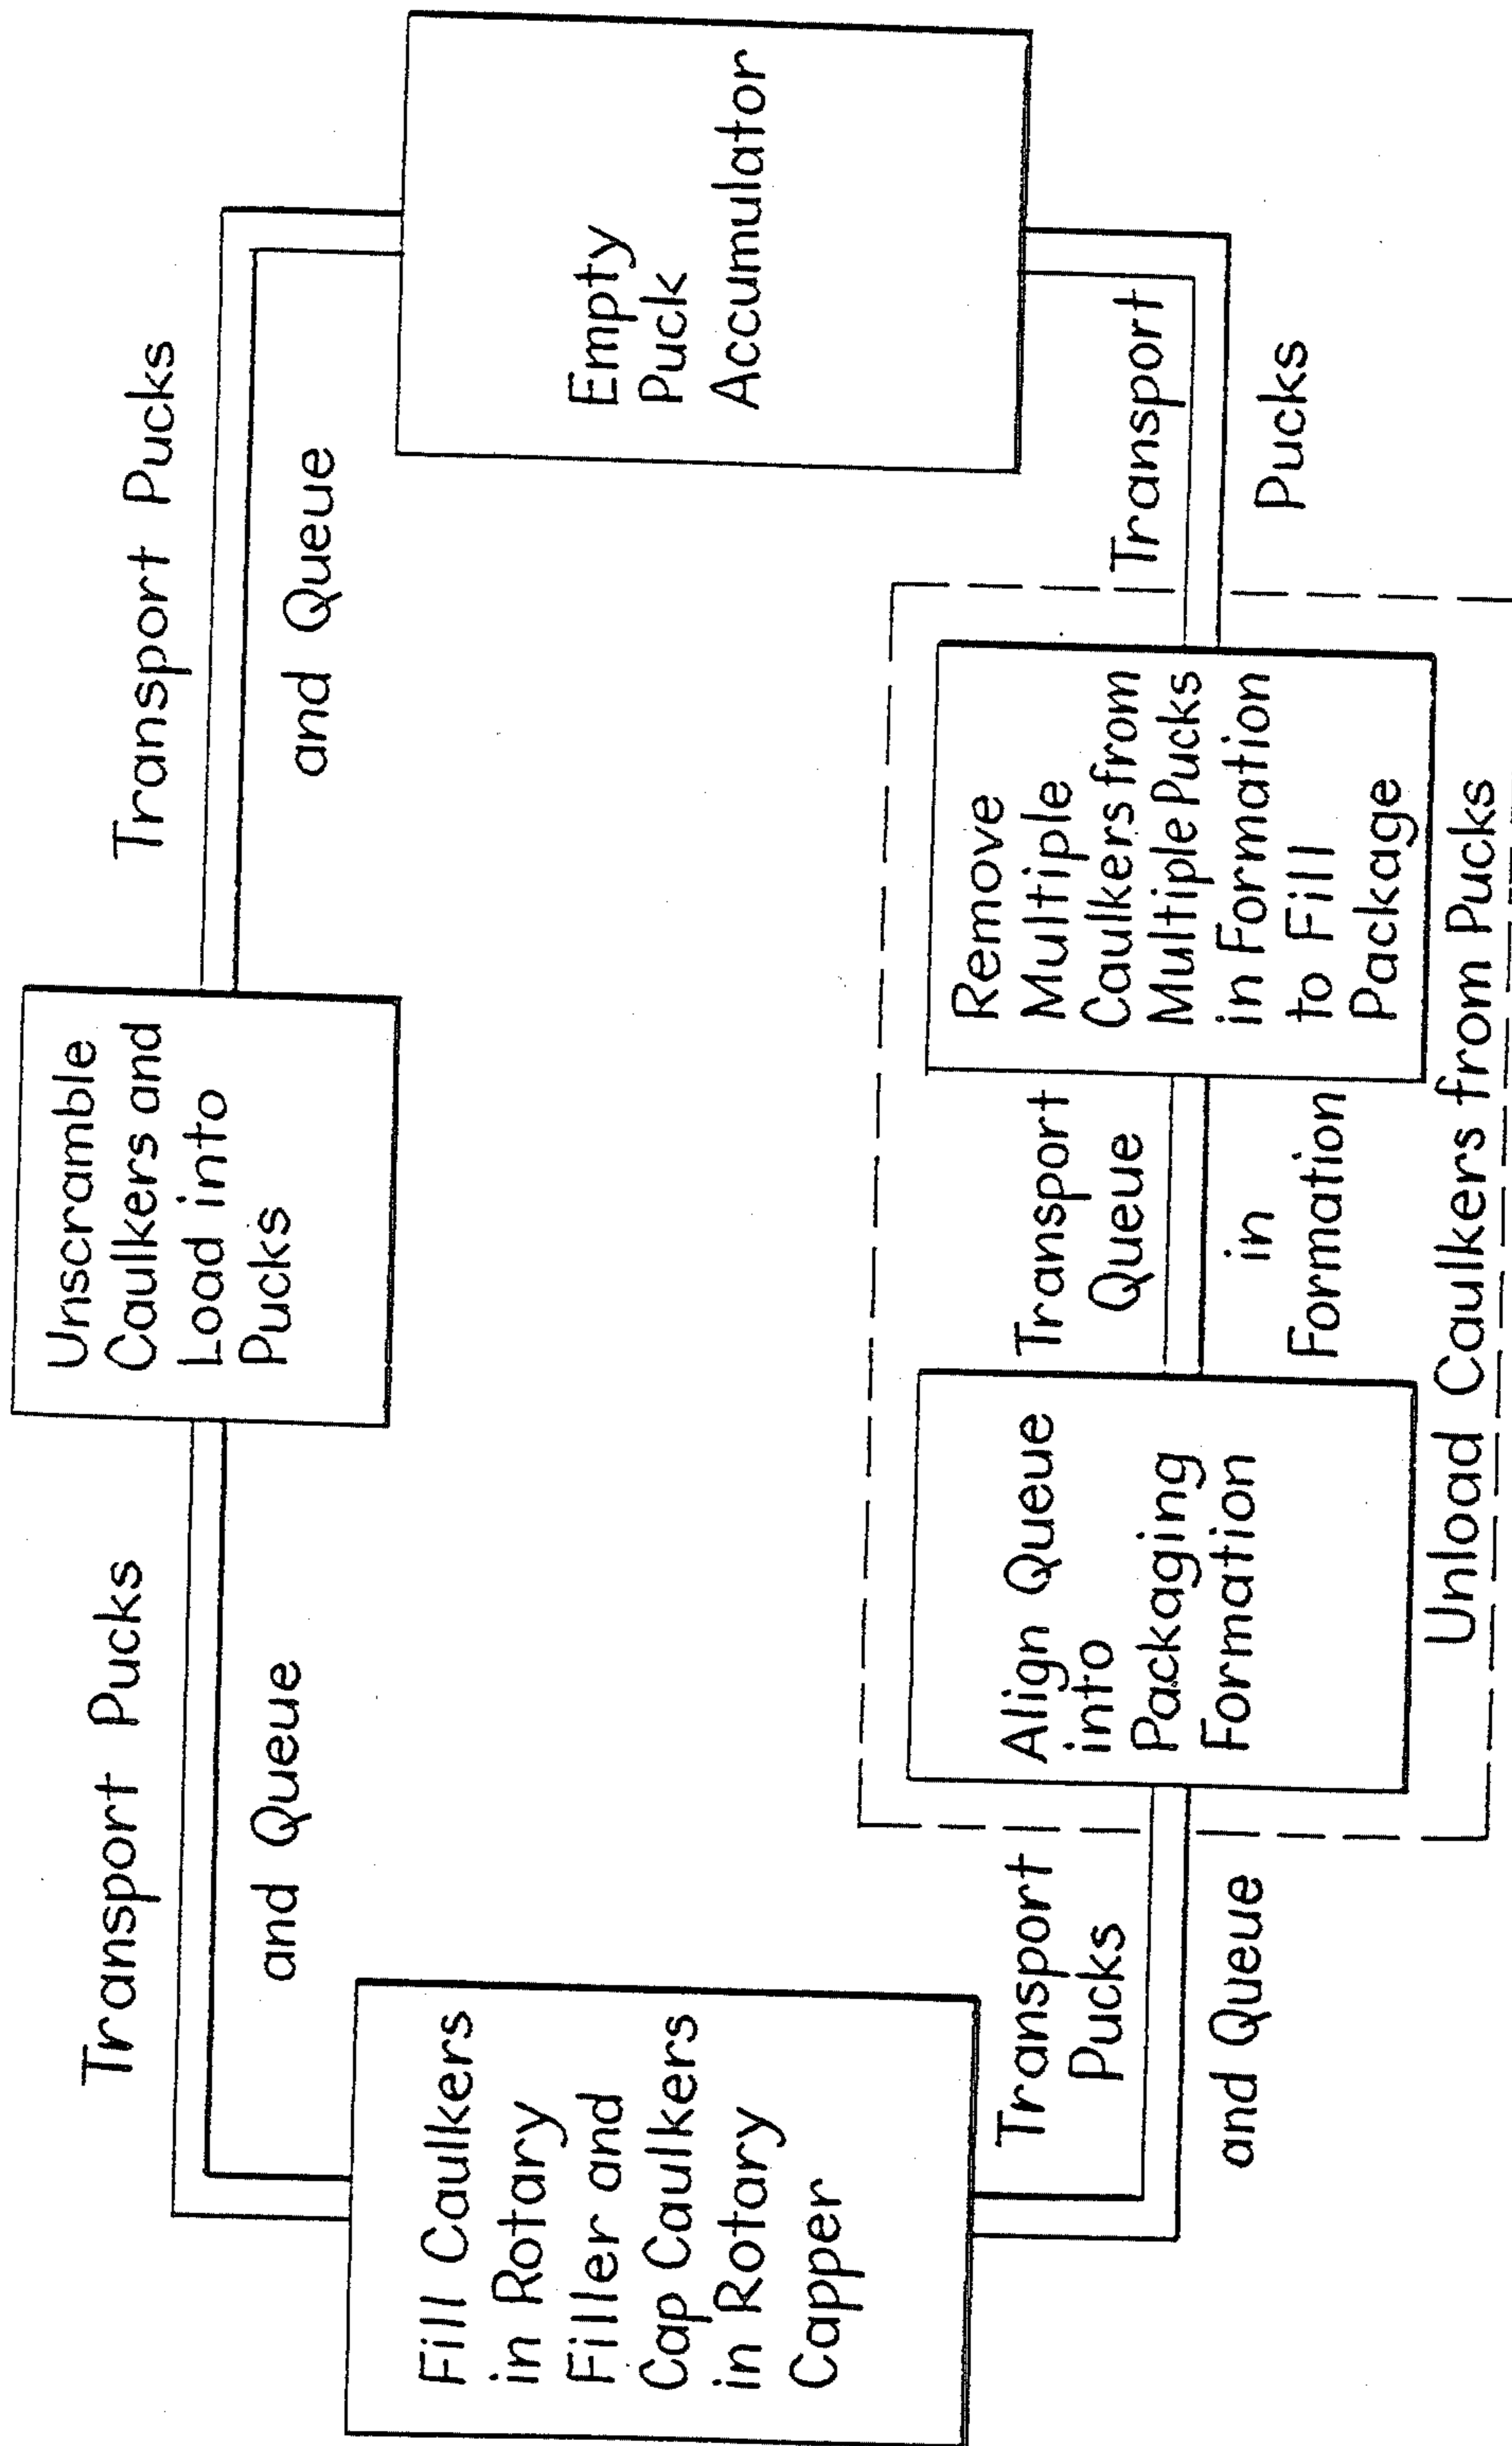 Transport Pucks
and Queue
Unscramble
Caulkers and
Load into
Pucks
Transport Pucks
and Queue
Fill Caulkers
in Rotary
Filler and
Cap Caulkers
in Rotary
Capper
Empty
Puck
Accumulator
Transport
Pucks
and Queue
Align Queue
into
Packaging
Formation
Transport
Queue
in
Formation
Remove
Multiple
Caulkers from
Multiple Pucks
in Formation
to Fill
Package
Transport
Pucks
Unload Caulkers from Pucks